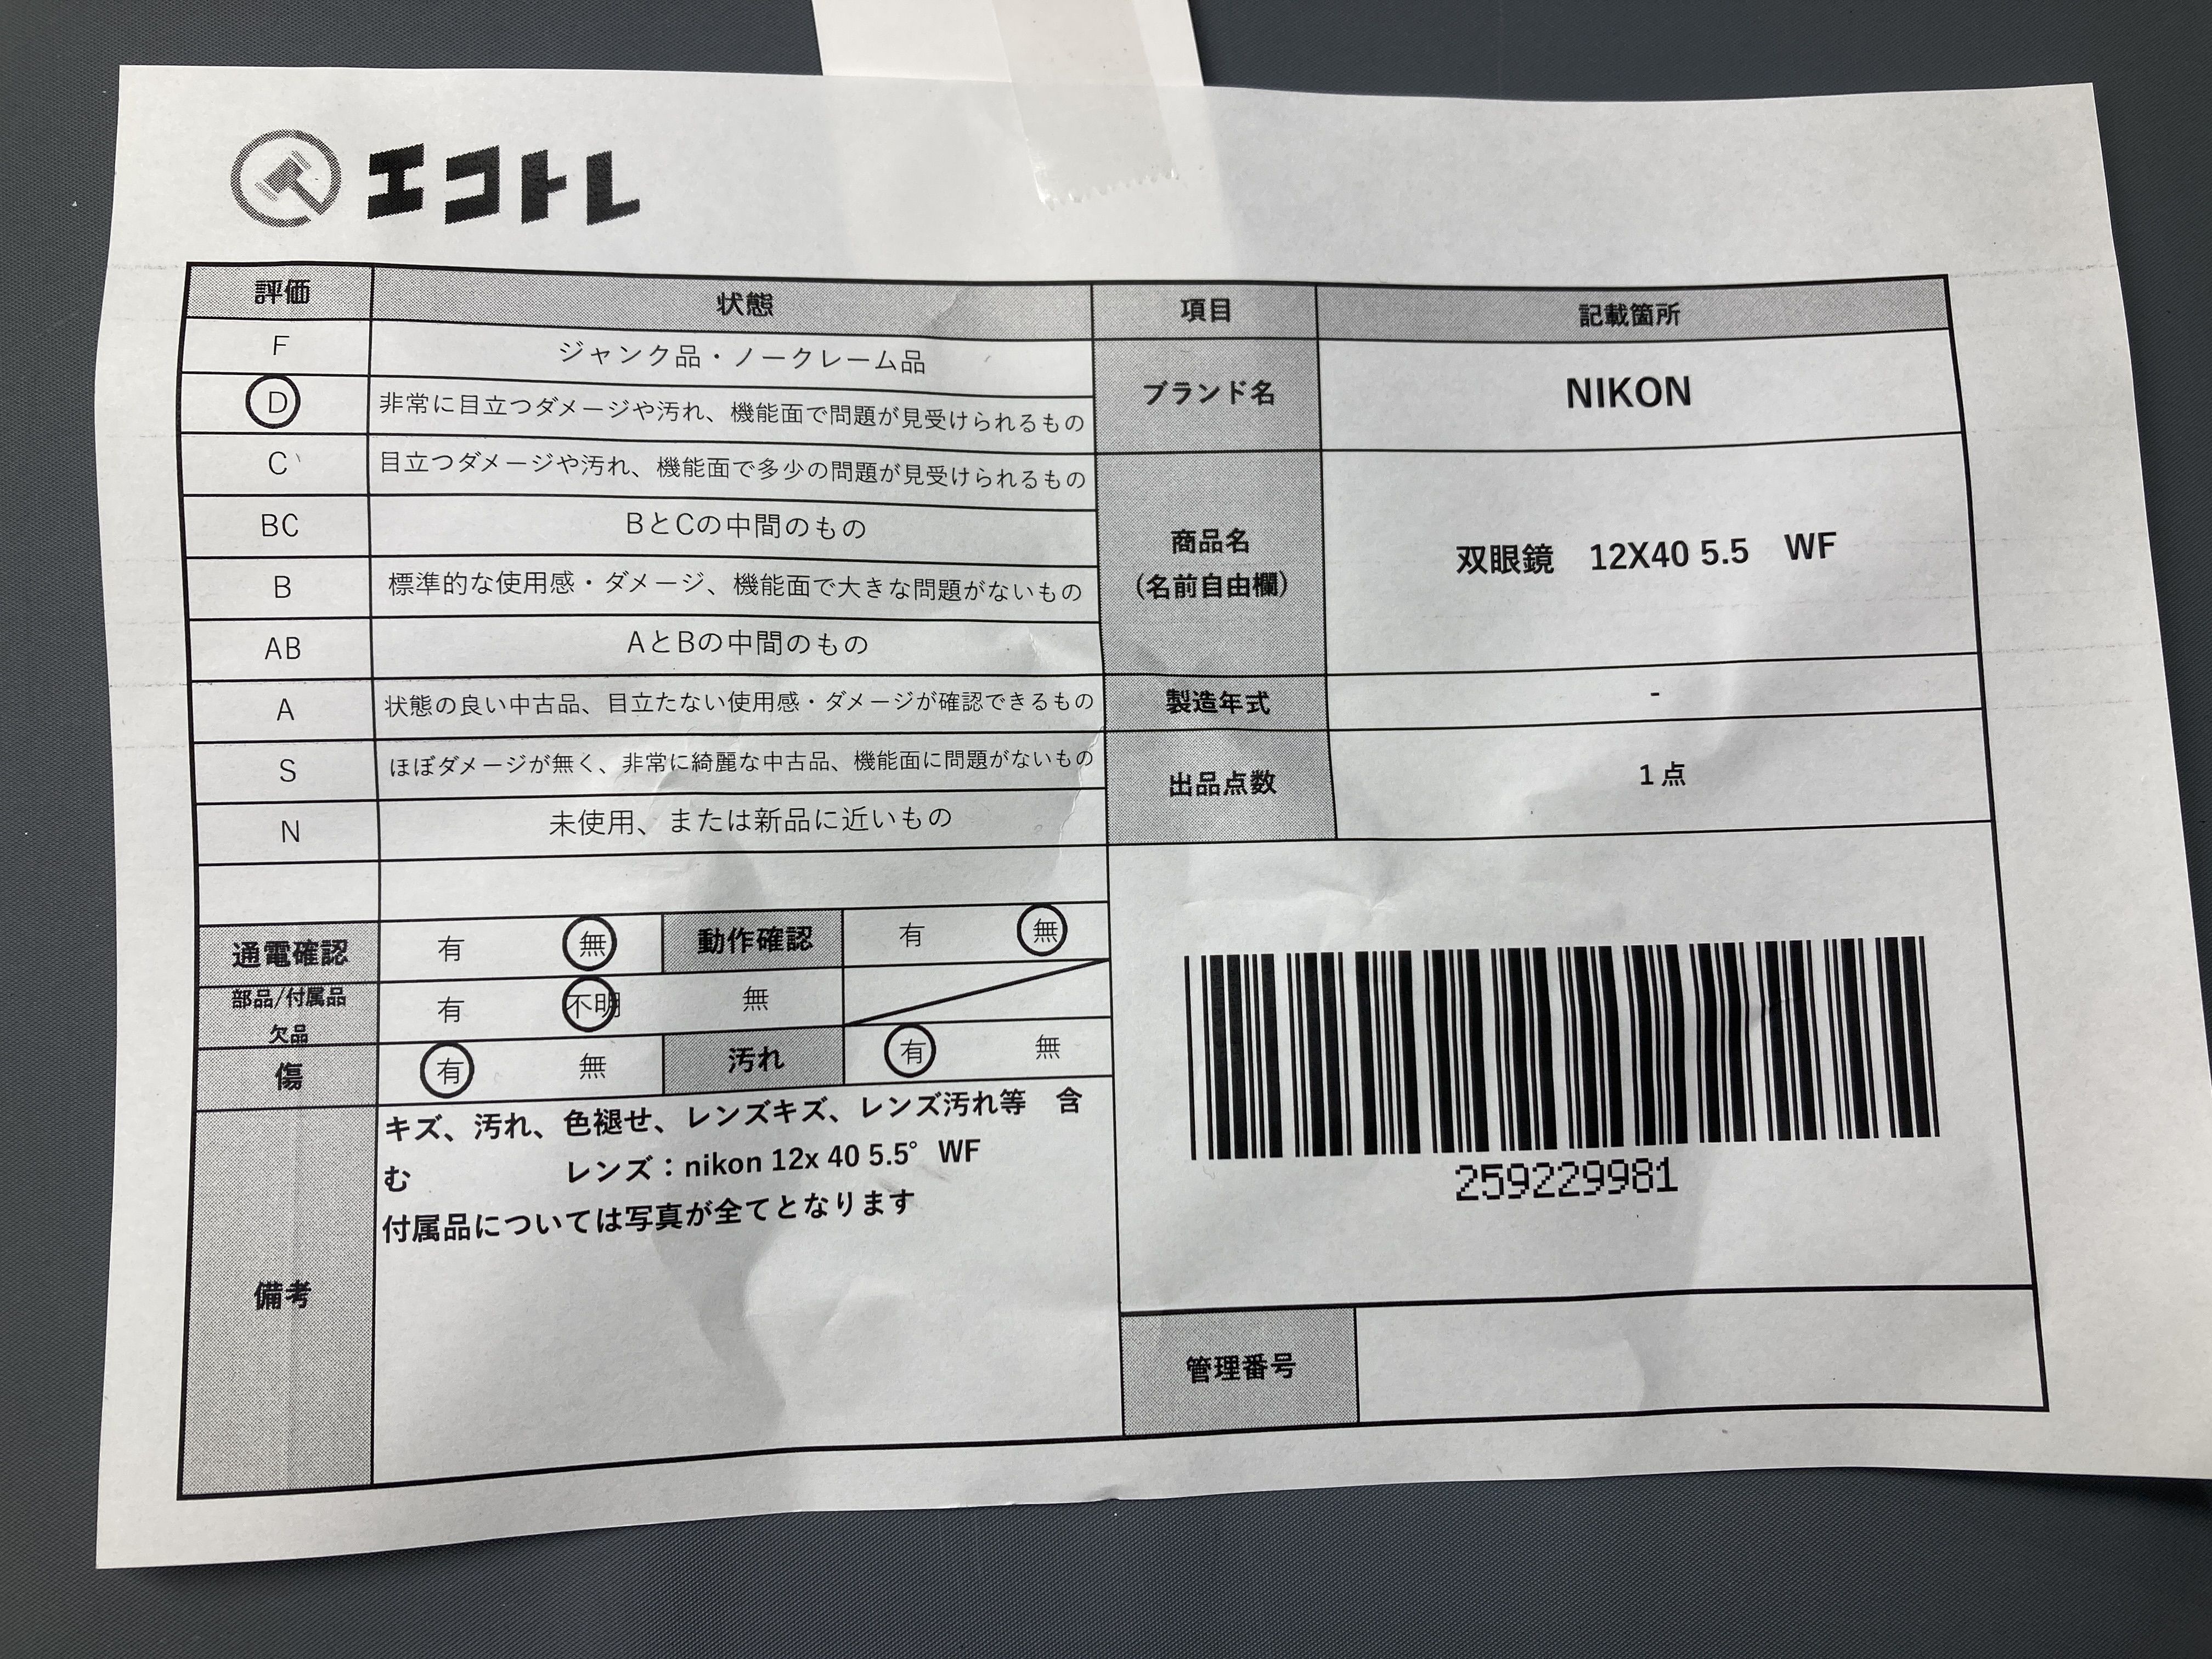 エコトレ
評価 状態 項目 記載箇所
F ジャンク品・ノークレーム品
D 非常に目立つダメージや汚れ、機能面で問題が見受けられるもの
C 目立つダメージや汚れ、機能面で多少の問題が見受けられるもの
BC BとCの中間のもの
B 標準的な使用感・ダメージ、機能面で大きな問題がないもの
AB AとBの中間のもの
A 状態の良い中古品、目立たない使用感・ダメージが確認できるもの
S ほぼダメージが無く、非常に綺麗な中古品、機能面に問題がないもの
N 未使用、または新品に近いもの
ブランド名 NIKON
商品名
(名前自由欄)
双眼鏡 12X40 5.5 WF
製造年式 -
出品点数 1点
通電確認 有 無 動作確認 有 無
部品/付属品
欠品
有 不明 無
傷 有 無 汚れ 有 無
備考
キズ、汚れ、色褪せ、レンズキズ、レンズ汚れ等 含
む レンズ：nikon 12x 40 5.5° WF
付属品については写真が全てとなります
259229981
管理番号